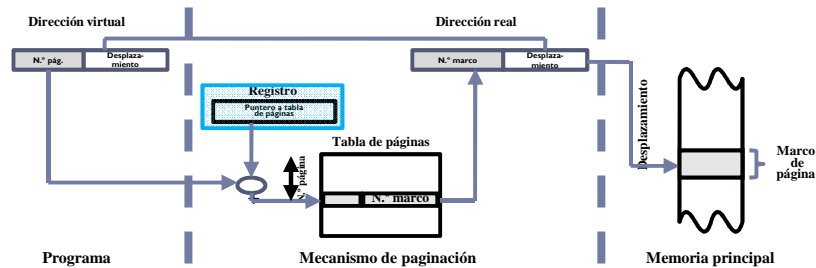 Dirección virtual
Dirección real
N.º pág.
Desplaza-
miento
N.º marco
Desplaza-
miento
Registro
Puntero a tabla
de páginas
Tabla de páginas
N.º página
N.º marco
+
Desplazamiento
Marco
de
página
Programa
Mecanismo de paginación
Memoria principal